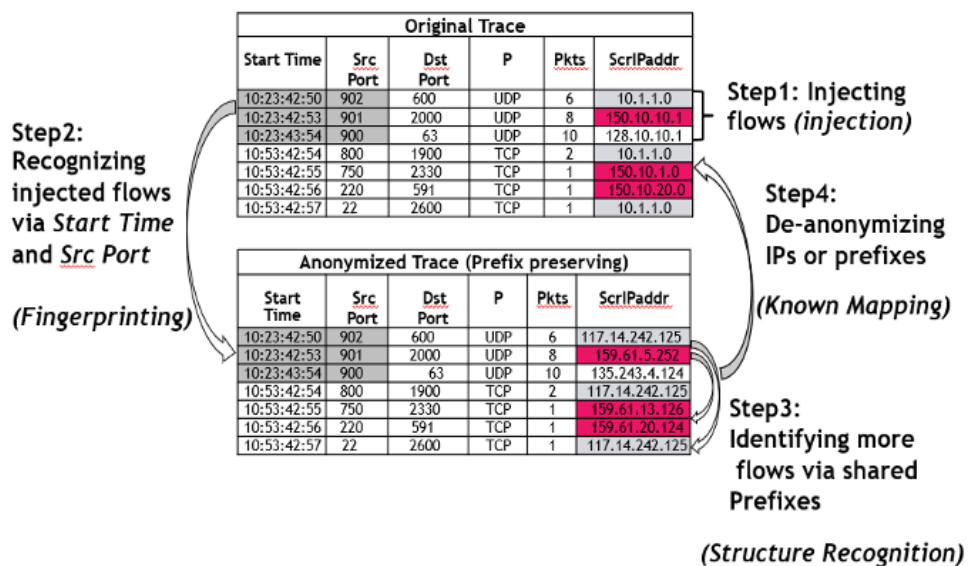 Original Trace
Start Time Src Port Dst Port P Pkts ScrIPaddr
10:23:42:50 902 600 UDP 6 10.1.1.0
10:23:42:53 901 2000 UDP 8 150.10.10.1
10:23:43:54 900 63 UDP 10 128.10.10.1
10:53:42:54 800 1900 TCP 2 10.1.1.0
10:53:42:55 750 2330 TCP 1 150.10.1.0
10:53:42:56 220 591 TCP 1 150.10.20.0
10:53:42:57 22 2600 TCP 1 10.1.1.0
Step1: Injecting
flows (injection)
Step2:
Recognizing
injected flows
via Start Time
and Src Port
(Fingerprinting)
Step4:
De-anonymizing
IPs or prefixes
(Known Mapping)
Anonymized Trace (Prefix preserving)
Start Time Src Port Dst Port P Pkts ScrIPaddr
10:23:42:50 902 600 UDP 6 117.14.242.125
10:23:42:53 901 2000 UDP 8 159.61.5.252
10:23:43:54 900 63 UDP 10 135.243.4.124
10:53:42:54 800 1900 TCP 2 117.14.242.125
10:53:42:55 750 2330 TCP 1 159.61.13.126
10:53:42:56 220 591 TCP 1 159.61.20.124
10:53:42:57 22 2600 TCP 1 117.14.242.125
Step3:
Identifying more
flows via shared
Prefixes
(Structure Recognition)